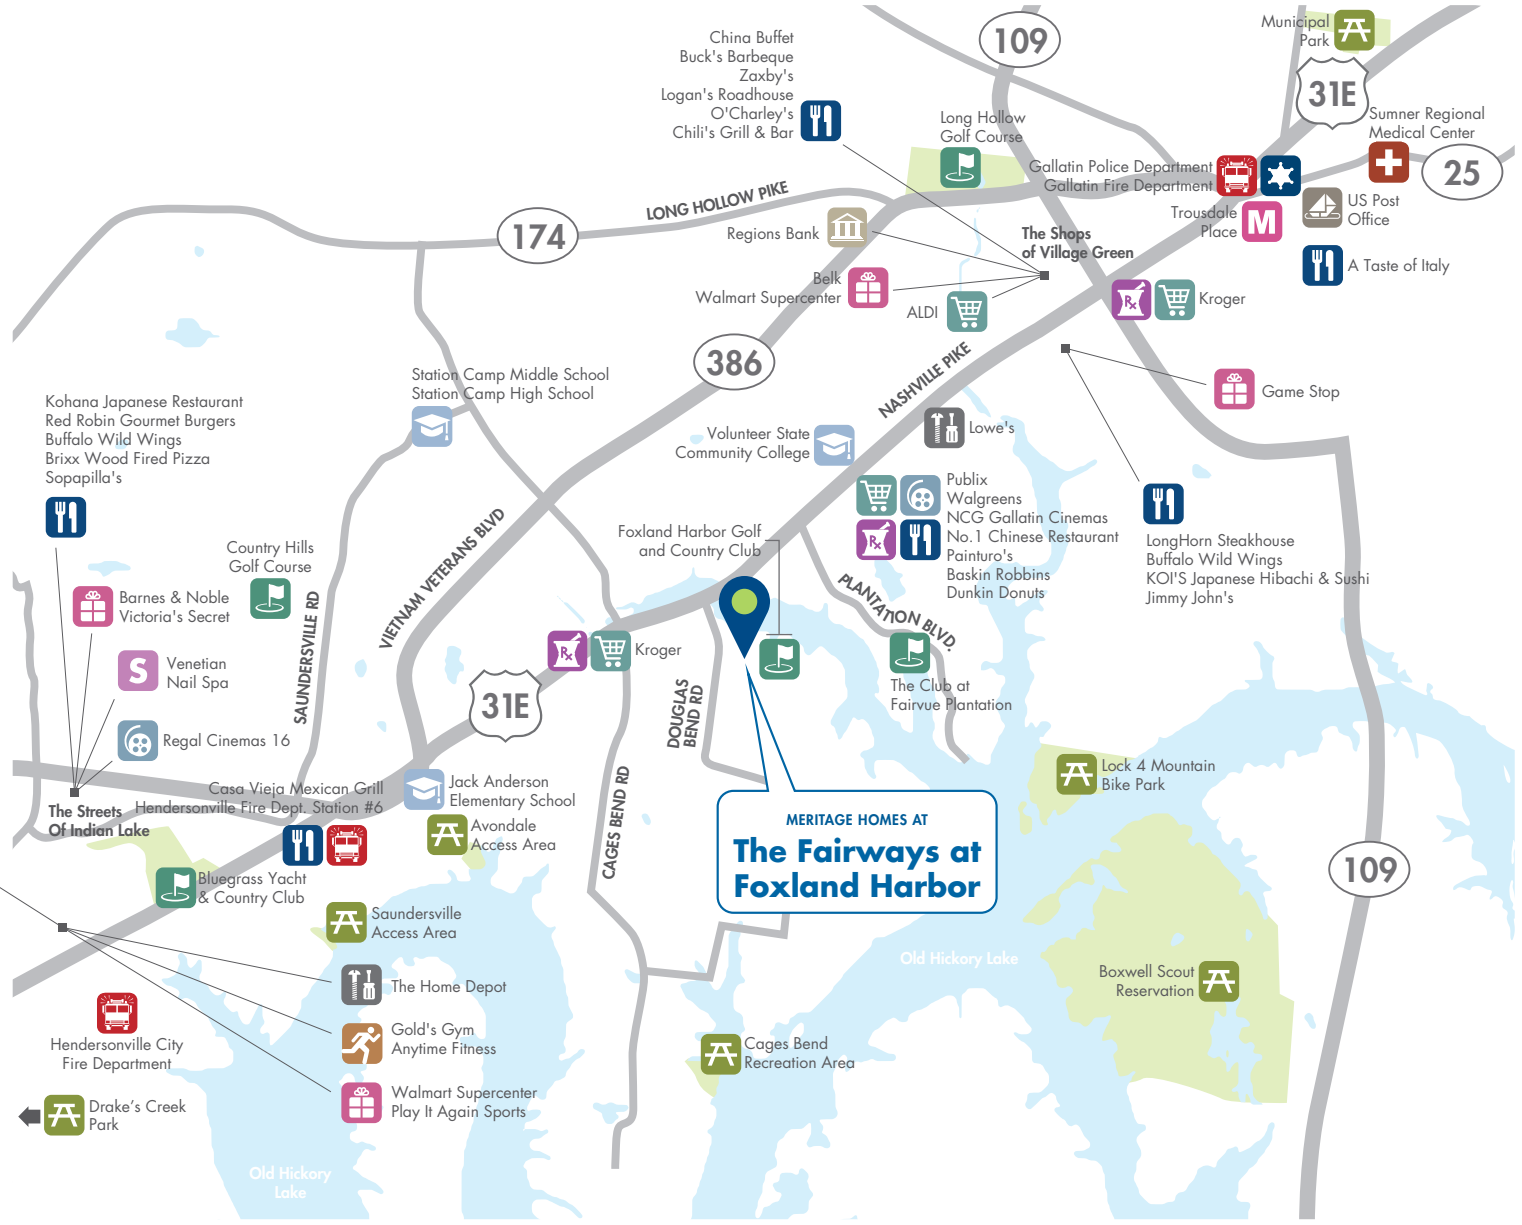 China Buffet
Buck's Barbeque
Zaxby's
Logan's Roadhouse
O'Charley's
Chili's Grill & Bar
109
Municipal
Park
31E
Sumner Regional
Medical Center
25
Long Hollow
Golf Course
Gallatin Police Department
Gallatin Fire Department
US Post
Office
Trousdale
Place
M
A Taste of Italy
LONG HOLLOW PIKE
174
Regions Bank
The Shops
of Village Green
Belk
Walmart Supercenter
ALDI
Rx
Kroger
386
NASHVILLE PIKE
Game Stop
Station Camp Middle School
Station Camp High School
Kohana Japanese Restaurant
Red Robin Gourmet Burgers
Buffalo Wild Wings
Brixx Wood Fired Pizza
Sopapilla's
Volunteer State
Community College
Lowe's
Publix
Walgreens
NCG Gallatin Cinemas
No.1 Chinese Restaurant
Painturo's
Baskin Robbins
Dunkin Donuts
Rx
LongHorn Steakhouse
Buffalo Wild Wings
KOI'S Japanese Hibachi & Sushi
Jimmy John's
Foxland Harbor Golf
and Country Club
Country Hills
Golf Course
VIETNAM VETERANS BLVD
SAUNDERSVILLE RD
PLANTATION BLVD.
Barnes & Noble
Victoria's Secret
S
Venetian
Nail Spa
Regal Cinemas 16
Rx
Kroger
31E
DOUGLAS
BEND RD
The Club at
Fairvue Plantation
The Streets
Of Indian Lake
Casa Vieja Mexican Grill
Hendersonville Fire Dept. Station #6
Jack Anderson
Elementary School
Avondale
Access Area
CAGES BEND RD
Lock 4 Mountain
Bike Park
MERITAGE HOMES AT
The Fairways at
Foxland Harbor
109
Bluegrass Yacht
& Country Club
Saundersville
Access Area
Old Hickory Lake
Boxwell Scout
Reservation
The Home Depot
Gold's Gym
Anytime Fitness
Walmart Supercenter
Play It Again Sports
Hendersonville City
Fire Department
Drake's Creek
Park
Cages Bend
Recreation Area
Old Hickory
Lake